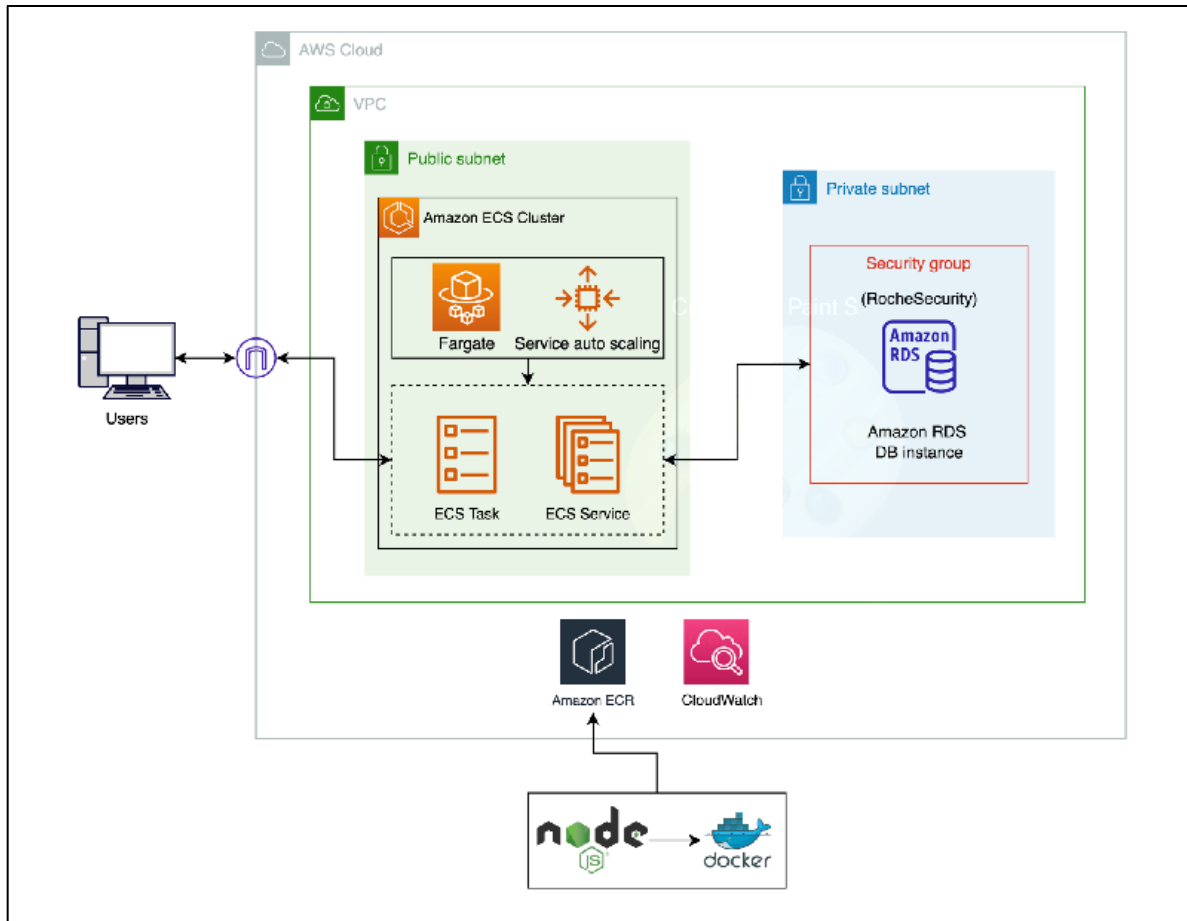 AWS Cloud
VPC
Public subnet
Amazon ECS Cluster
Fargate
Service auto scaling
ECS Task
ECS Service
Private subnet
Security group
(RocheSecurity)
Amazon
RDS
Amazon RDS
DB instance
Users
Amazon ECR
CloudWatch
node
JS
docker